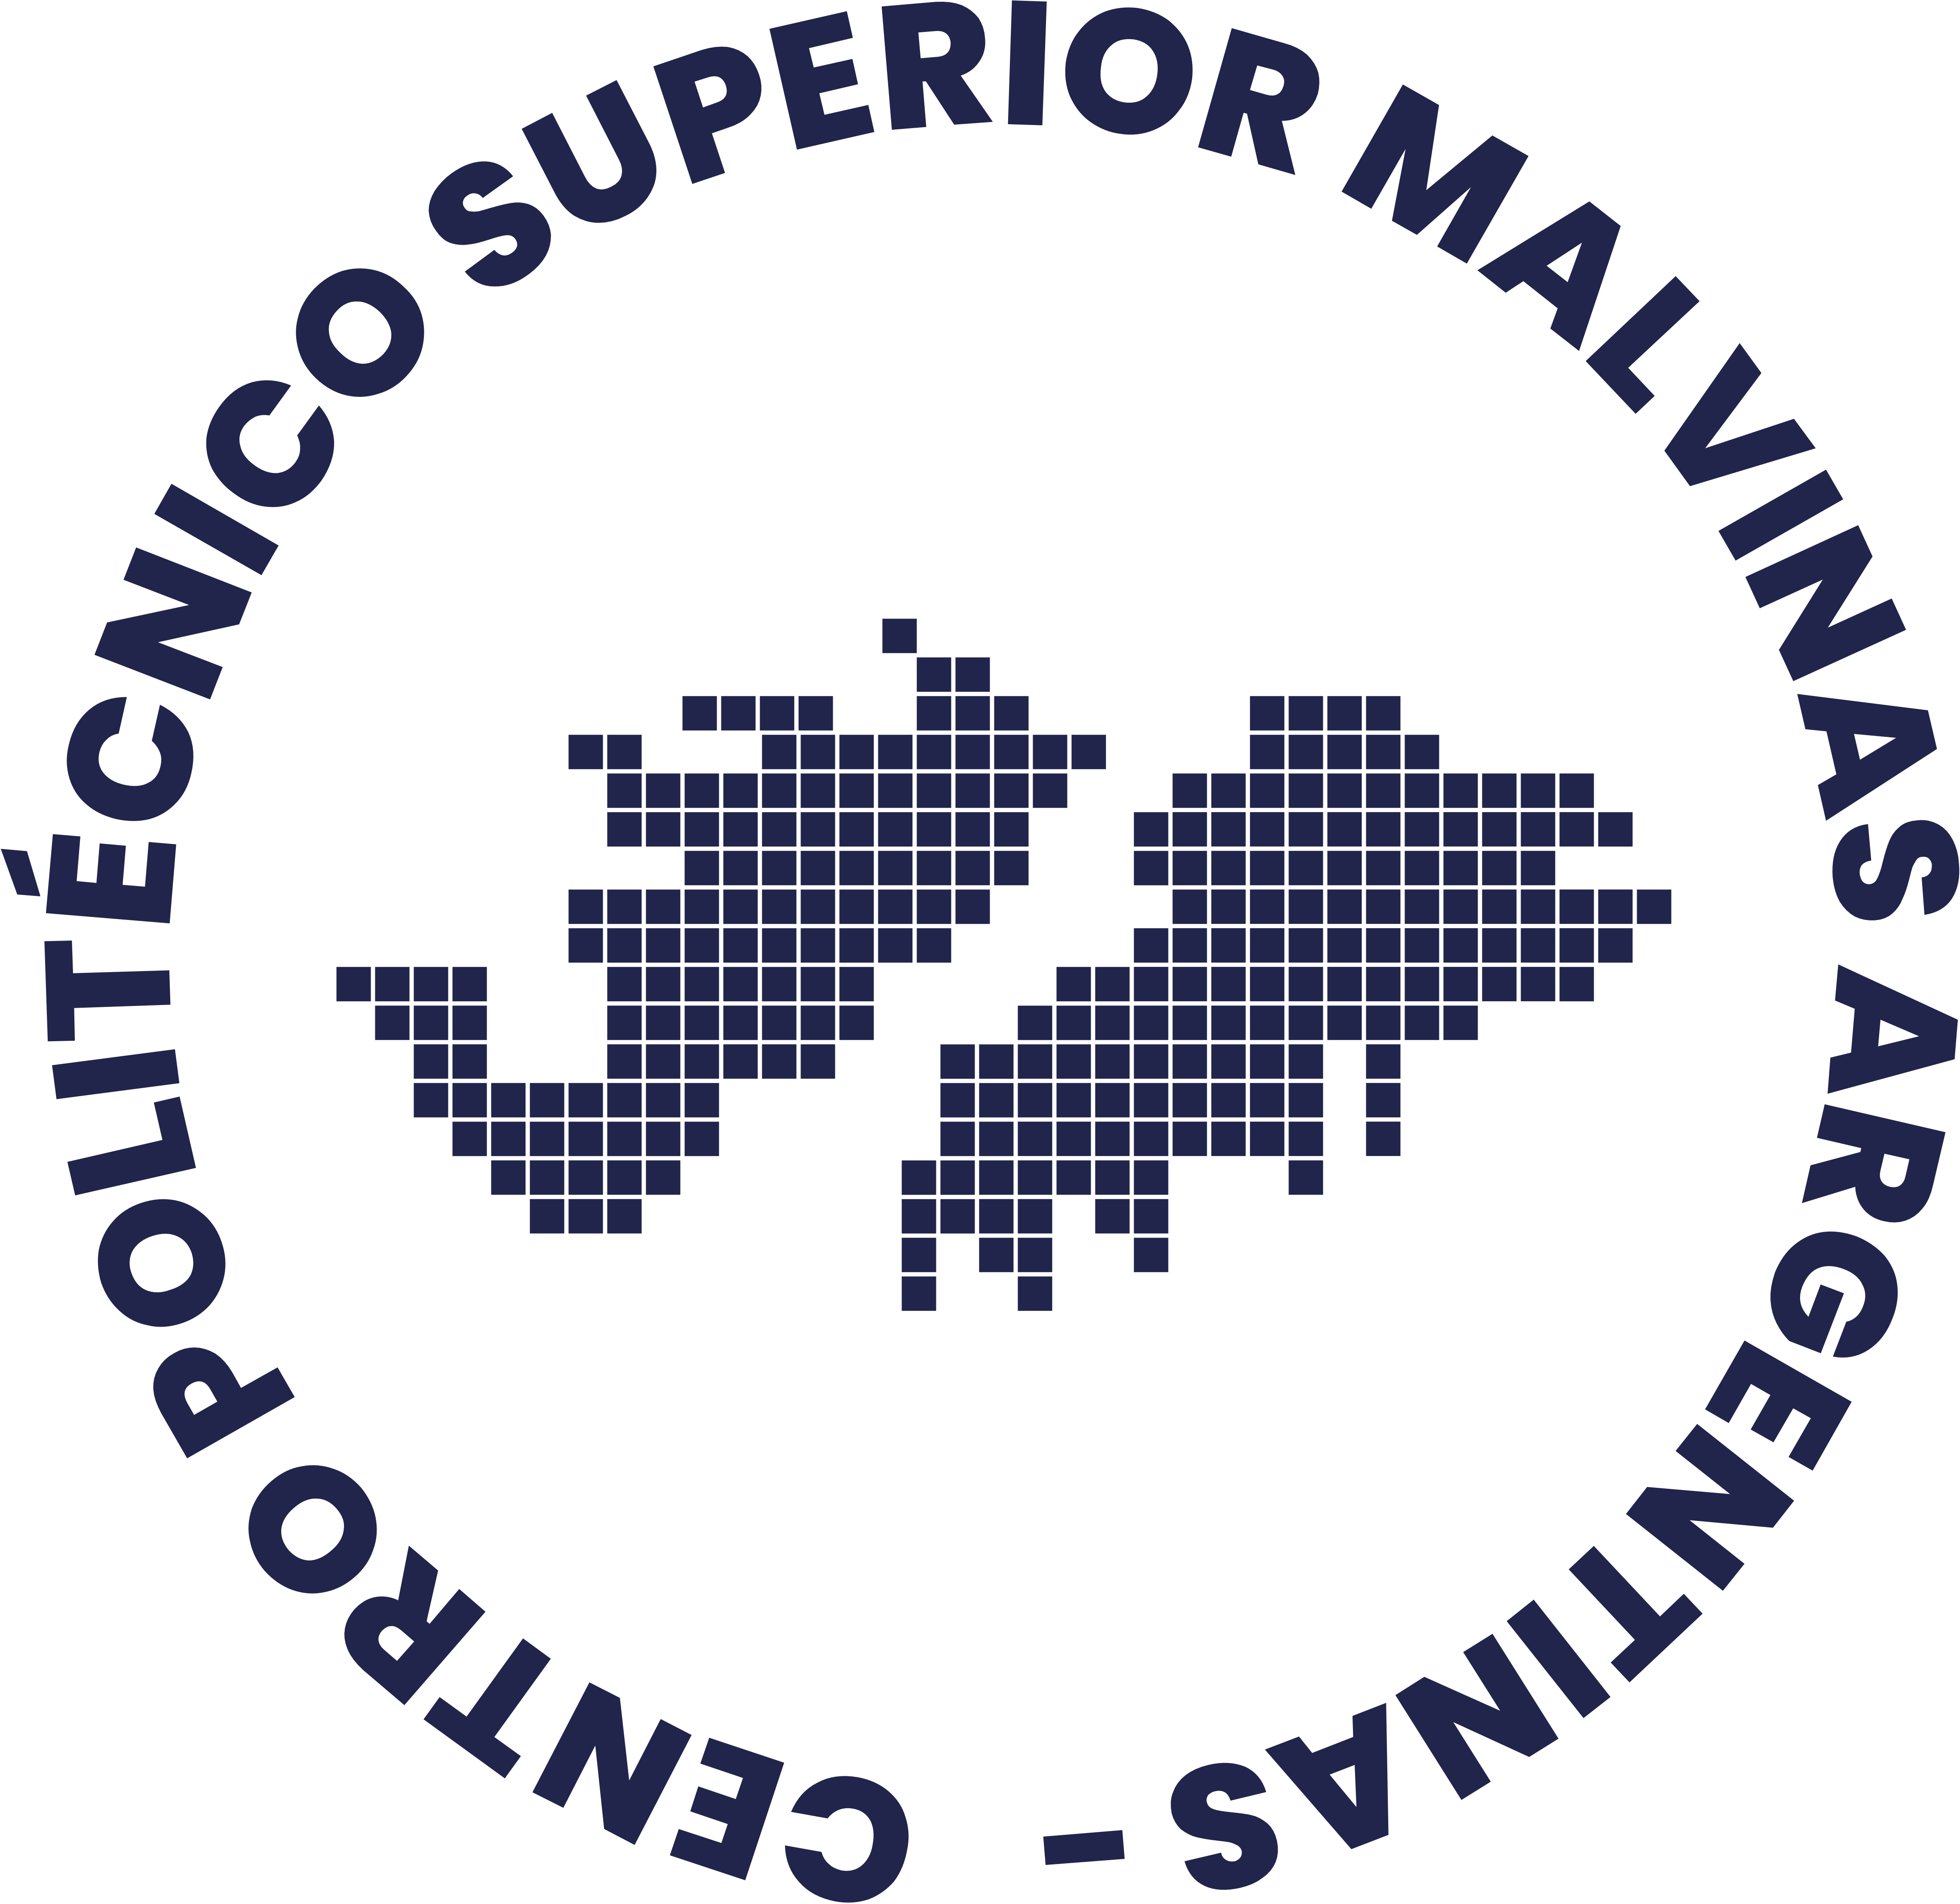 CENTRO POLITÉCNICO SUPERIOR MALVINAS ARGENTINAS -